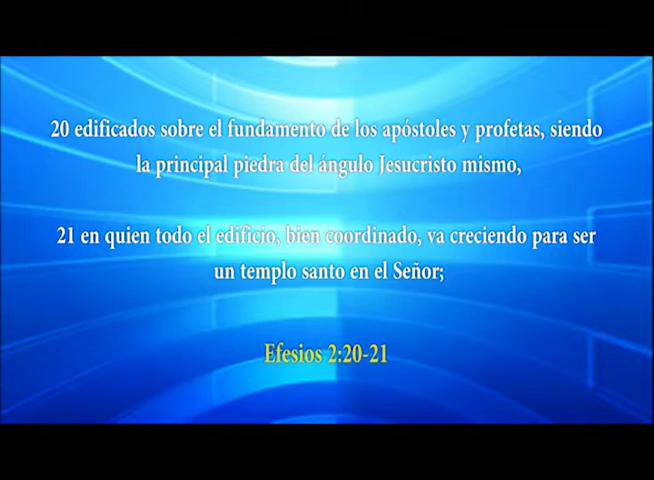 20 edificados sobre el fundamento de los apóstoles y profetas, siendo
la principal piedra del ángulo Jesucristo mismo,
21 en quien todo el edificio, bien coordinado, va creciendo para ser
un templo santo en el Señor;
Efesios 2:20-21